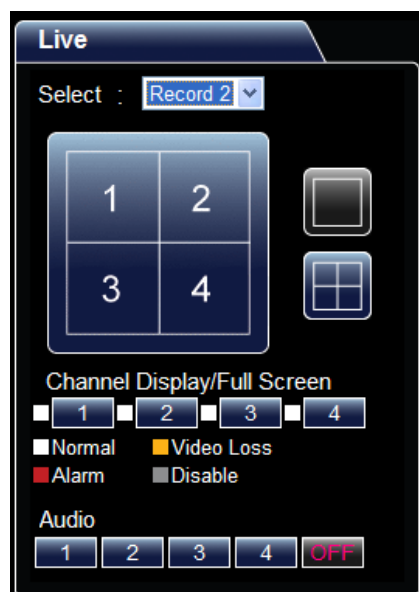 Live
Select : Record 2
1 2
3 4
Channel Display/Full Screen
1 2 3 4
Normal Video Loss
Alarm Disable
Audio
1 2 3 4 OFF